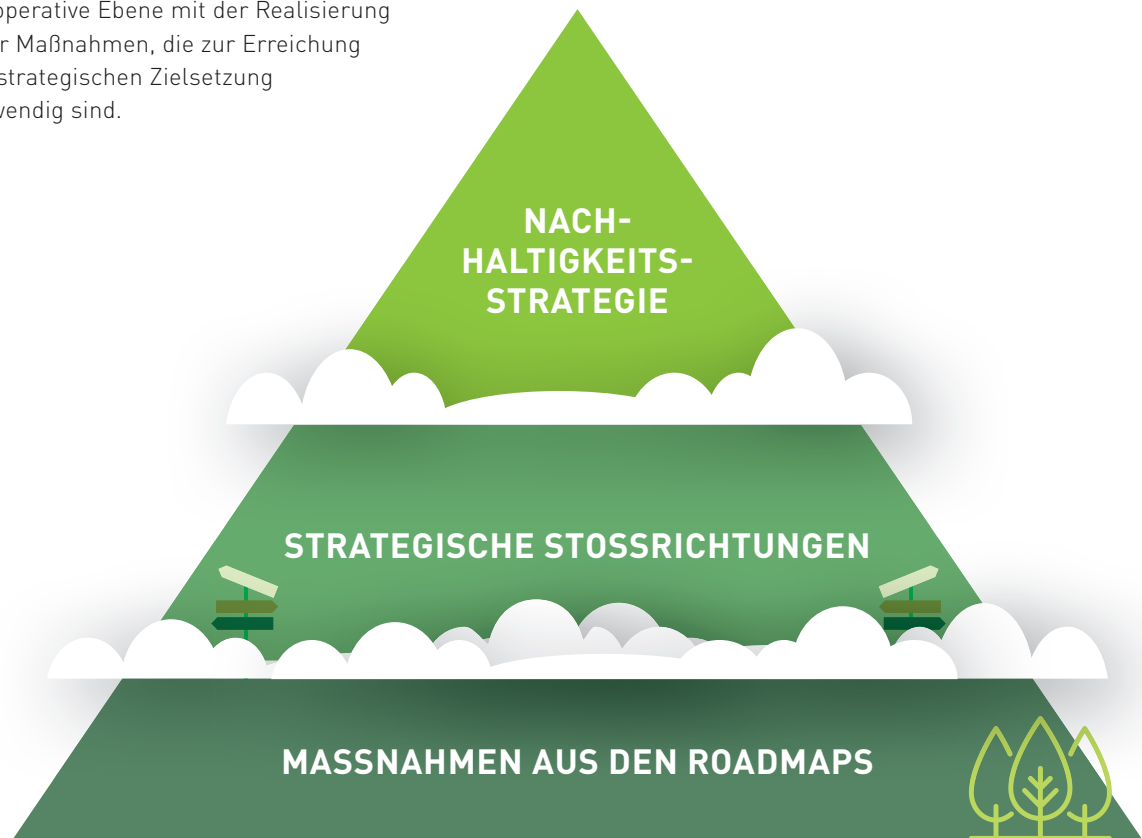 operative Ebene mit der Realisierung
r Maßnahmen, die zur Erreichung
strategischen Zielsetzung
wendig sind.
NACH-
HALTIGKEITS-
STRATEGIE
STRATEGISCHE STOSSRICHTUNGEN
MASSNAHMEN AUS DEN ROADMAPS